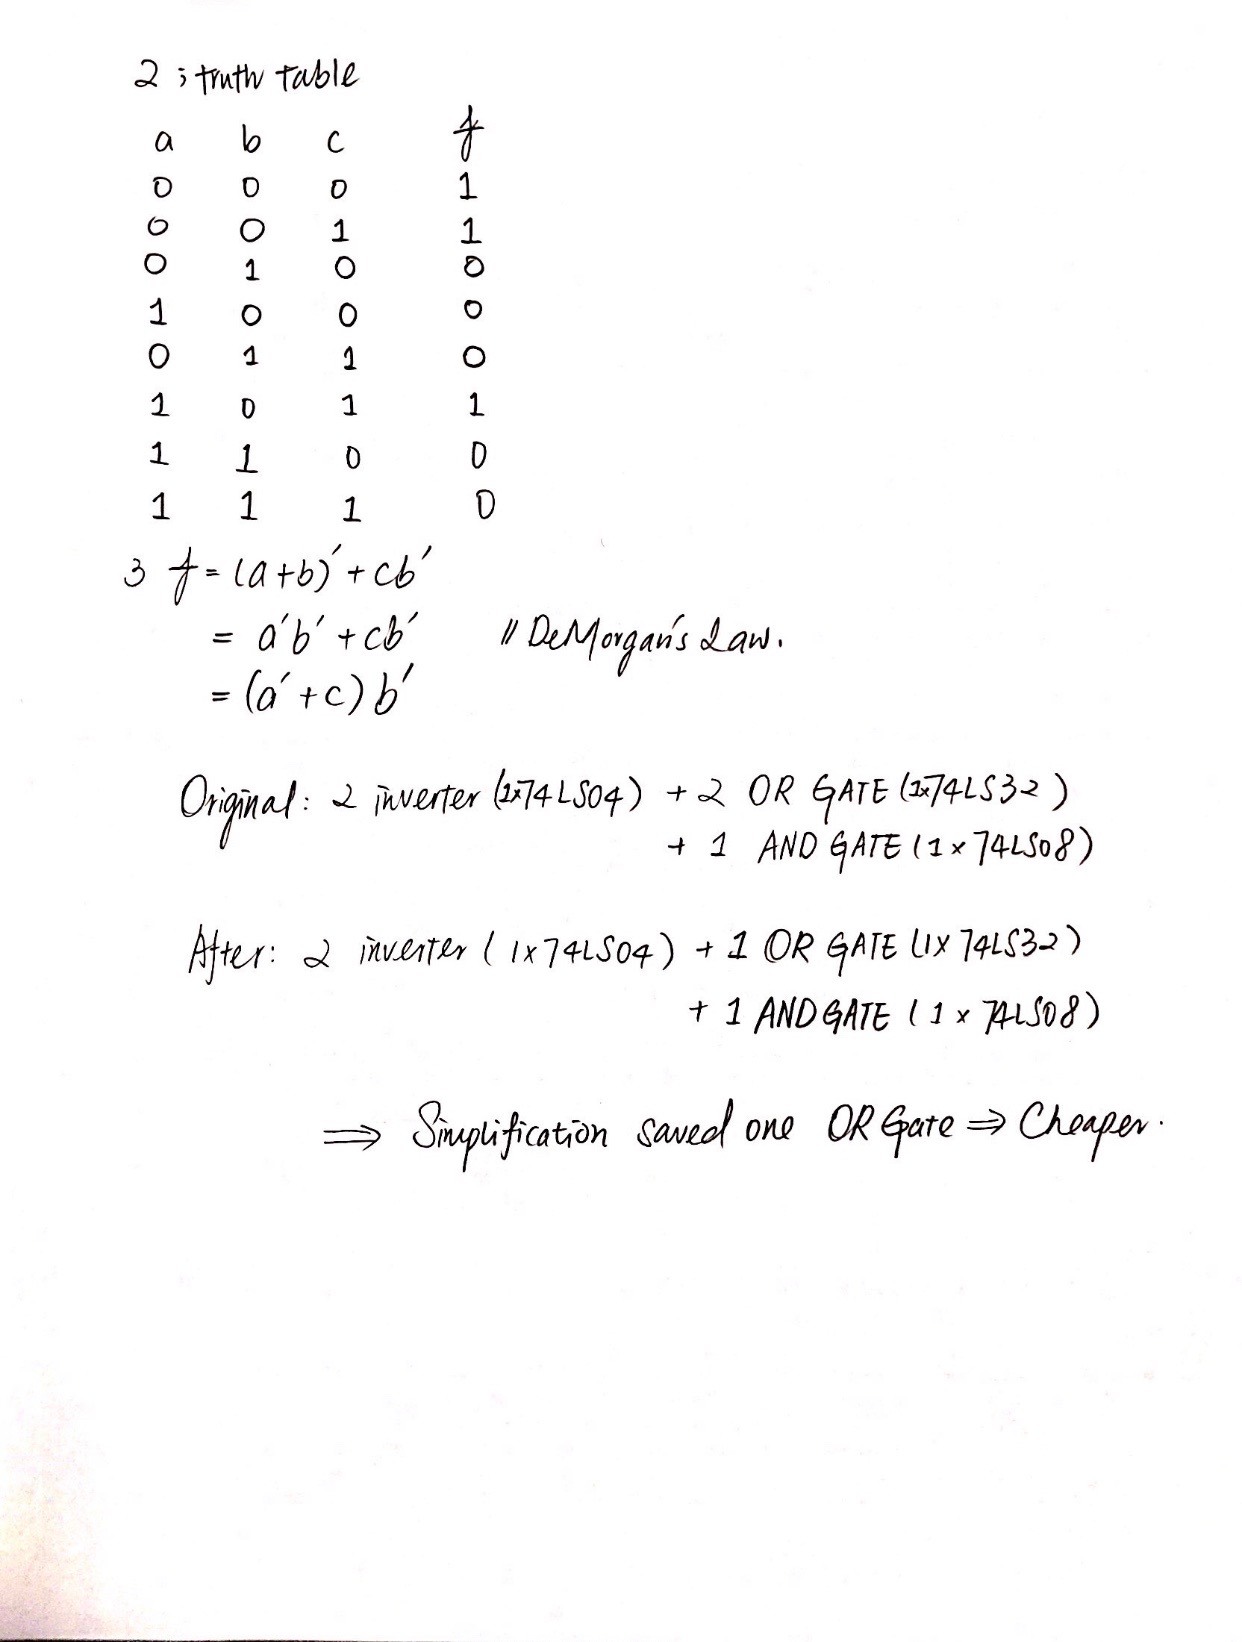 2 ; truth table
a b c f
0 0 0 1
0 0 1 1
0 1 0 0
1 0 0 0
0 1 1 0
1 0 1 1
1 1 0 0
1 1 1 0
3 f = (a+b)' + cb'
= a'b' + cb' // DeMorgan's Law.
= (a' + c) b'
Original: 2 inverter (1x74LS04) + 2 OR GATE (1x74LS32)
+ 1 AND GATE (1 x 74LS08)
After: 2 inverter ( 1x74LS04) + 1 OR GATE (1x 74LS32)
+ 1 AND GATE ( 1 x 74LS08)
⇒ Simplification saved one OR Gate ⇒ Cheaper.